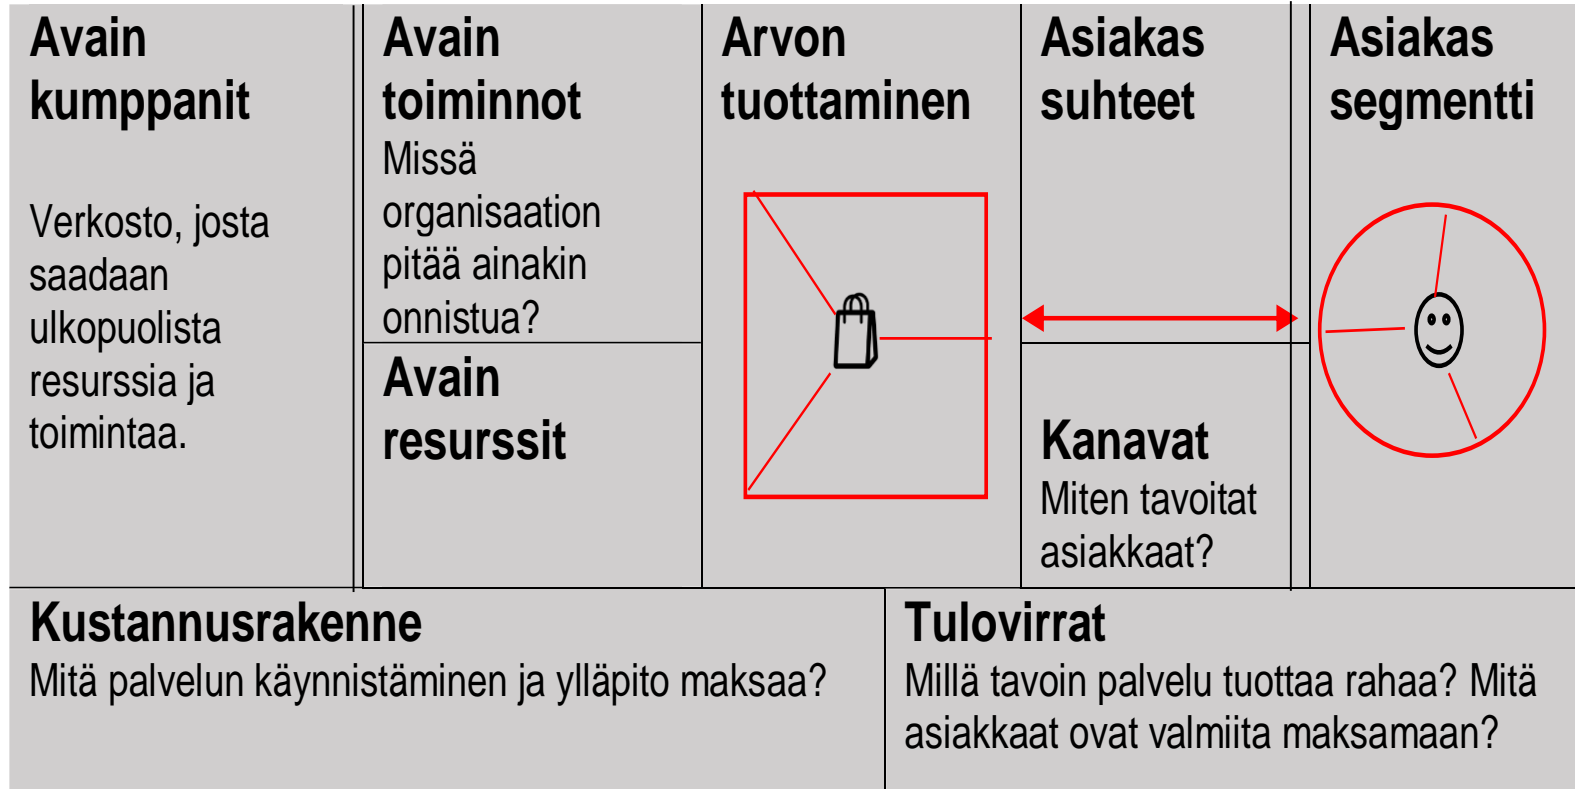 Avain
kumppanit
Verkosto, josta
saadaan
ulkopuolista
resurssia ja
toimintaa.
Avain
toiminnot
Missä
organisaation
pitää ainakin
onnistua?
Avain
resurssit
Arvon
tuottaminen
Asiakas
suhteet
Kanavat
Miten tavoitat
asiakkaat?
Asiakas
segmentti
Kustannusrakenne
Mitä palvelun käynnistäminen ja ylläpito maksaa?
Tulovirrat
Millä tavoin palvelu tuottaa rahaa? Mitä
asiakkaat ovat valmiita maksamaan?